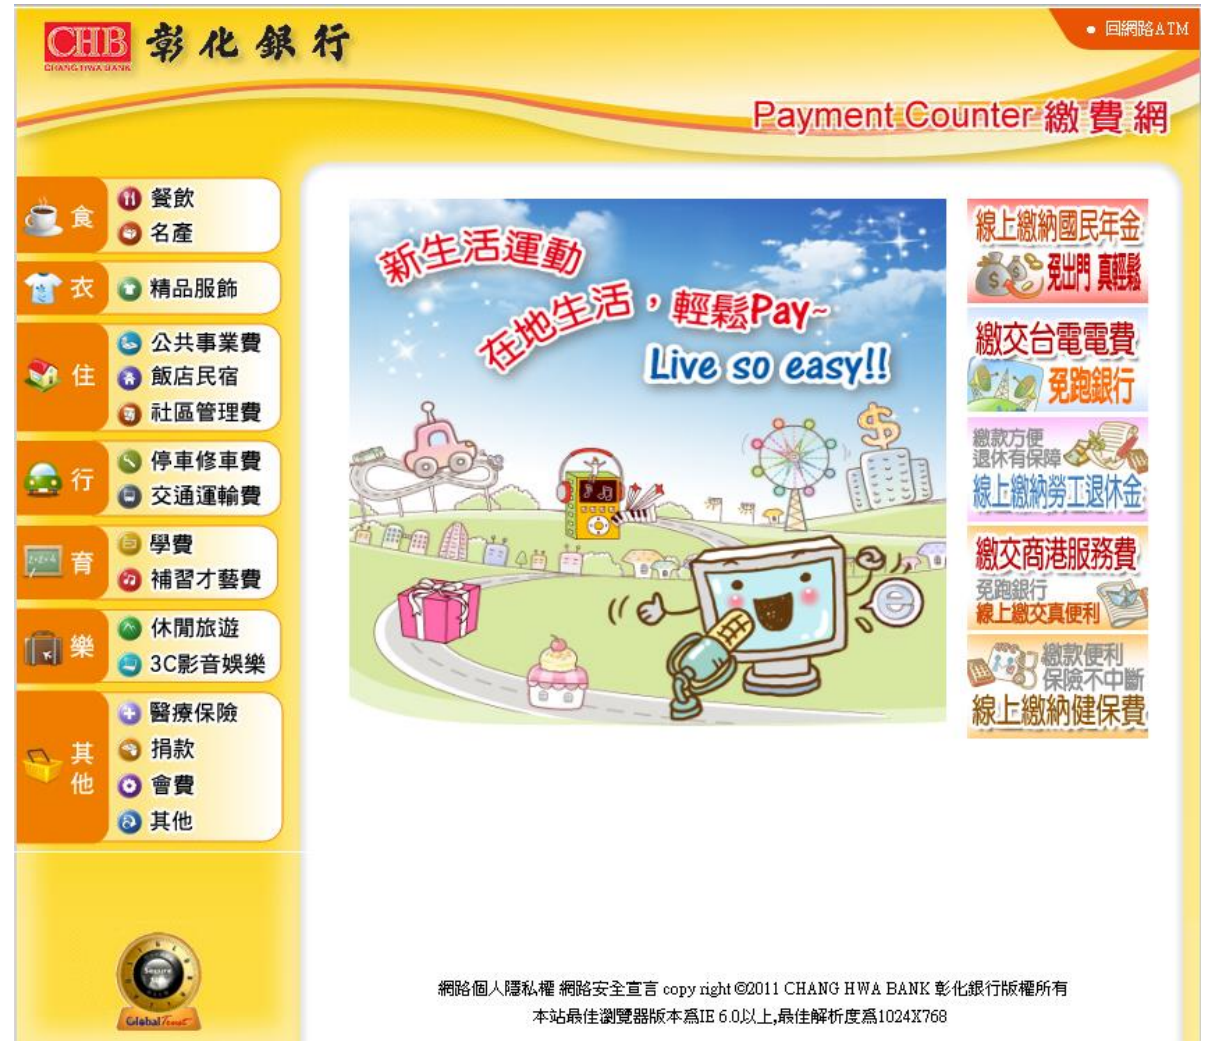 CHB 彰化銀行
CHANG HWA BANK
回網路ATM
Payment Counter 繳費網
食
餐飲
名產
衣
精品服飾
住
公共事業費
飯店民宿
社區管理費
行
停車修車費
交通運輸費
育
學費
補習才藝費
樂
休閒旅遊
3C影音娛樂
其他
醫療保險
捐款
會費
其他
新生活運動
在地生活，輕鬆Pay~
Live so easy!!
線上繳納國民年金
免出門 真輕鬆
繳交台電電費
免跑銀行
繳款方便
退休有保障
線上繳納勞工退休金
繳交商港服務費
免跑銀行
線上繳交真便利
繳款便利
保險不中斷
線上繳納健保費
Secure
GlobalTrust
網路個人隱私權 網路安全宣言 copy right ©2011 CHANG HWA BANK 彰化銀行版權所有
本站最佳瀏覽器版本為IE 6.0以上,最佳解析度為1024X768